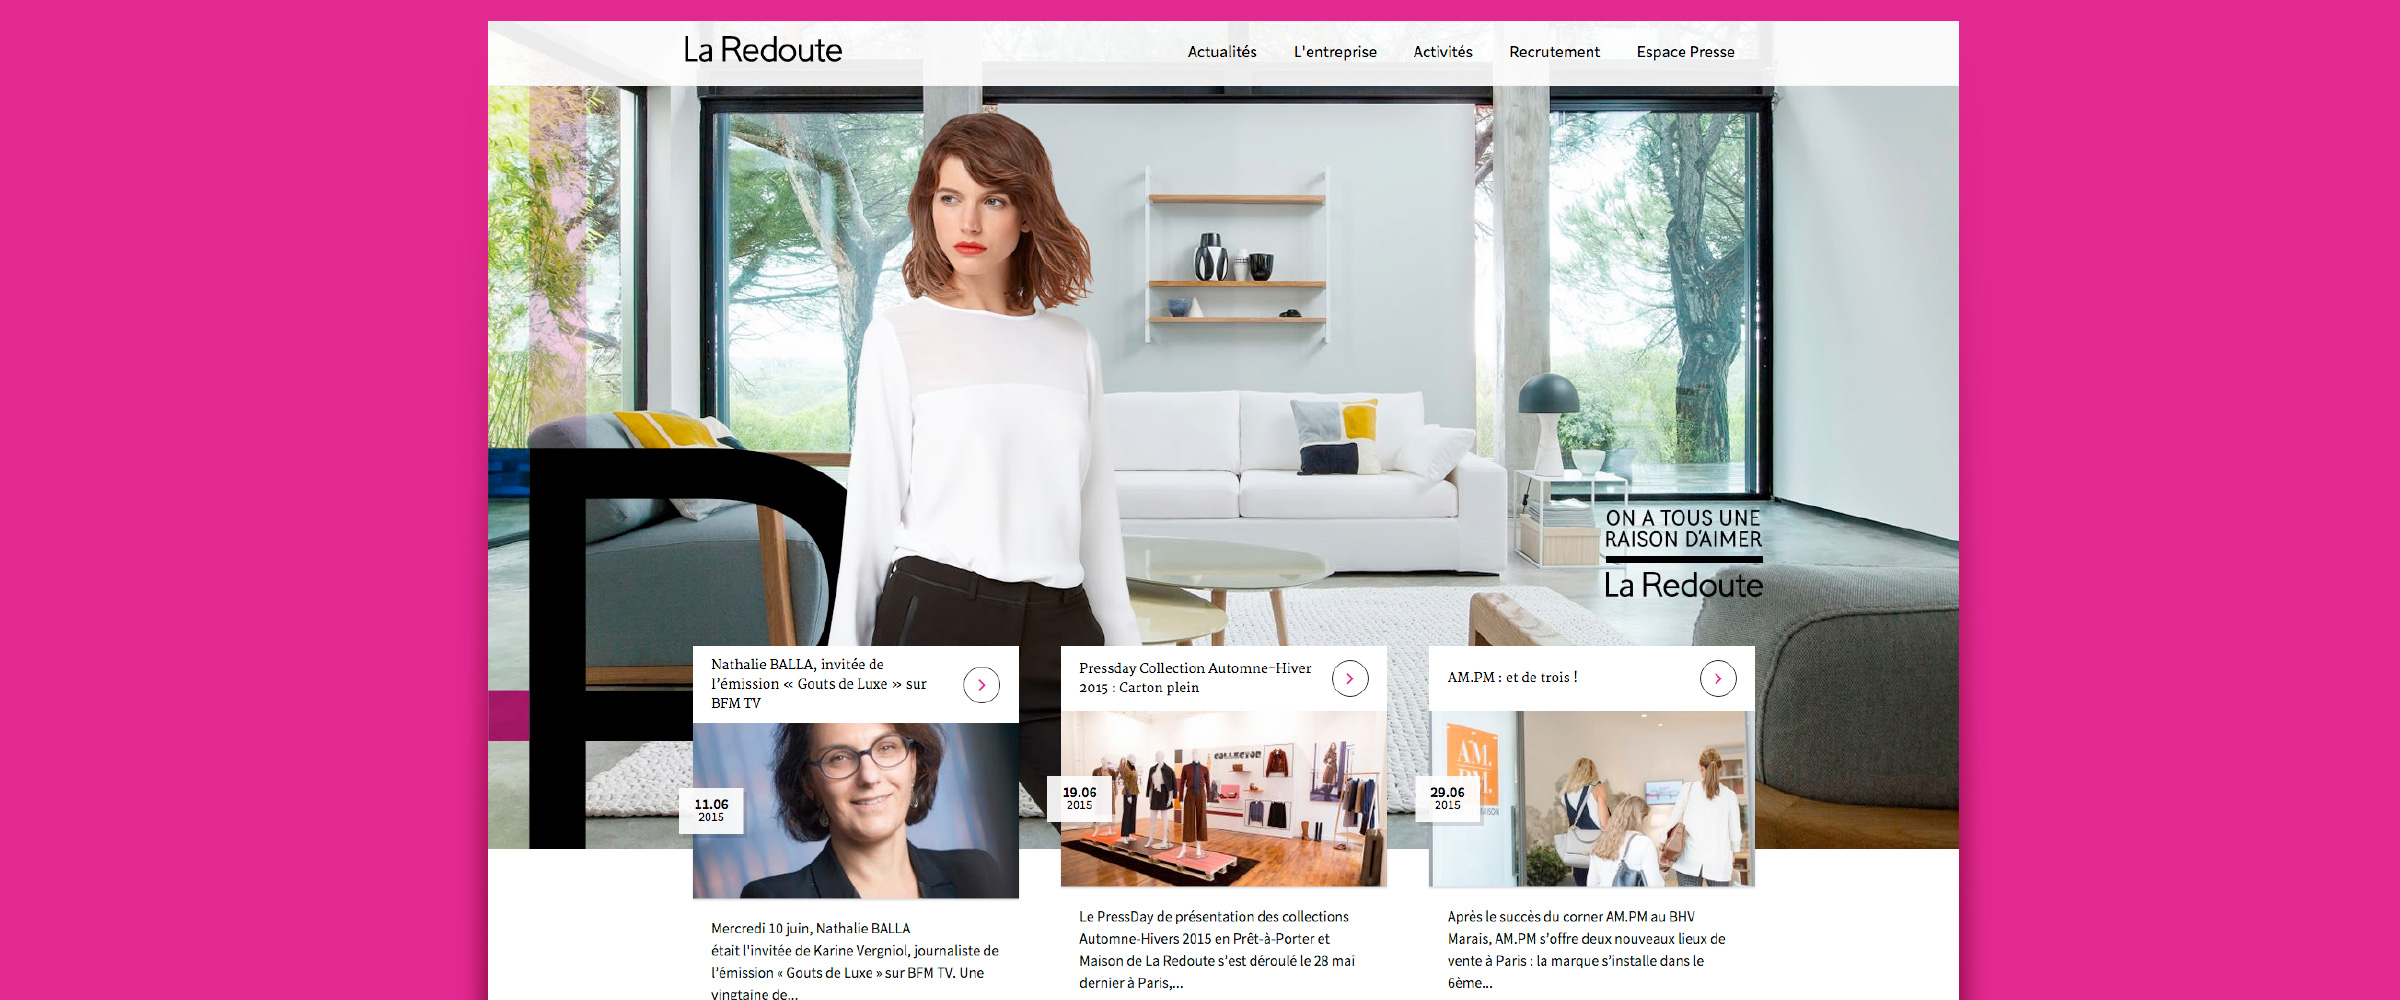 La Redoute
Actualités
L'entreprise
Activités
Recrutement
Espace Presse
ON A TOUS UNE
RAISON D'AIMER
La Redoute
Nathalie BALLA, invitée de
l'émission « Gouts de Luxe » sur
BFM TV
11.06
2015
Mercredi 10 juin, Nathalie BALLA
était l'invitée de Karine Vergniol, journaliste de
l'émission « Gouts de Luxe » sur BFM TV. Une
vingtaine de...
Pressday Collection Automne-Hiver
2015 : Carton plein
COLLECTOR
19.06
2015
Le PressDay de présentation des collections
Automne-Hivers 2015 en Prêt-à-Porter et
Maison de La Redoute s'est déroulé le 28 mai
dernier à Paris,...
AM.PM : et de trois !
AM.
PM.
29.06
2015
Après le succès du corner AM.PM au BHV
Marais, AM.PM s'offre deux nouveaux lieux de
vente à Paris : la marque s'installe dans le
6ème...